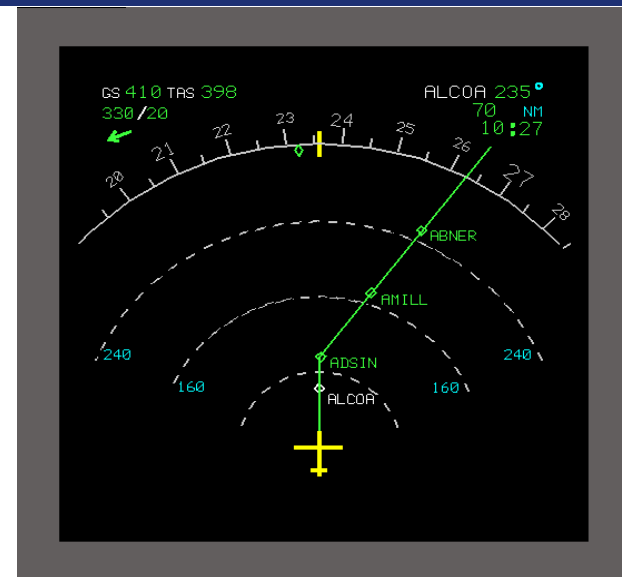 GS 410 TAS 398
330/20
ALCOA 235°
70 NM
10:27
20 21 22 23 24 25 26 27 28
ABNER
AMILL
240 ADSIN 240
160 ALCOA 160